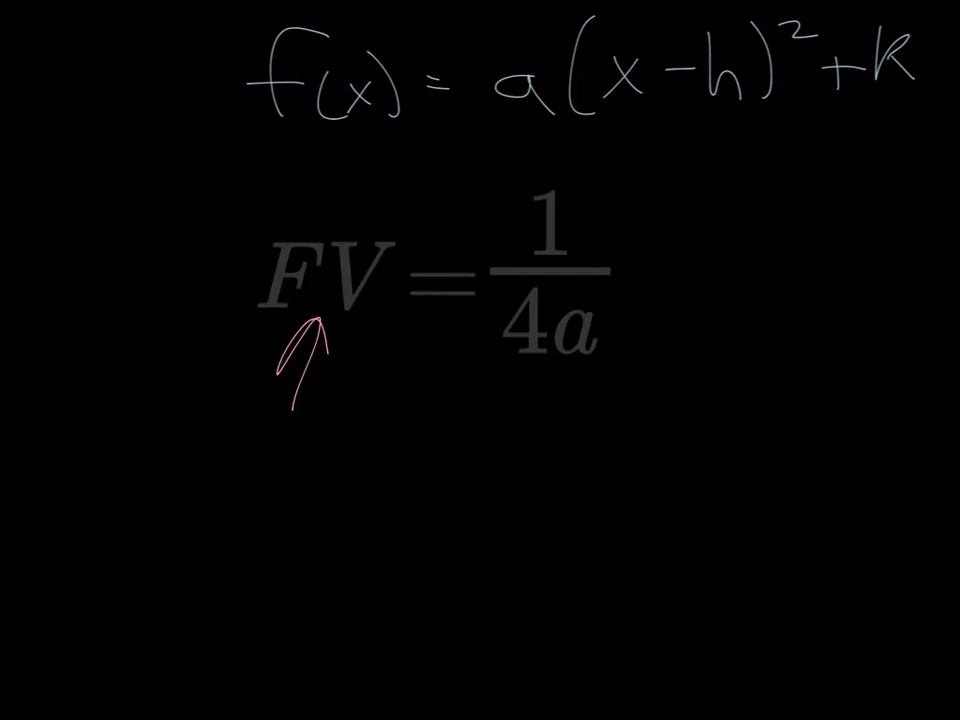 f(x) = a(x-h)² + k
FV = 1/4a